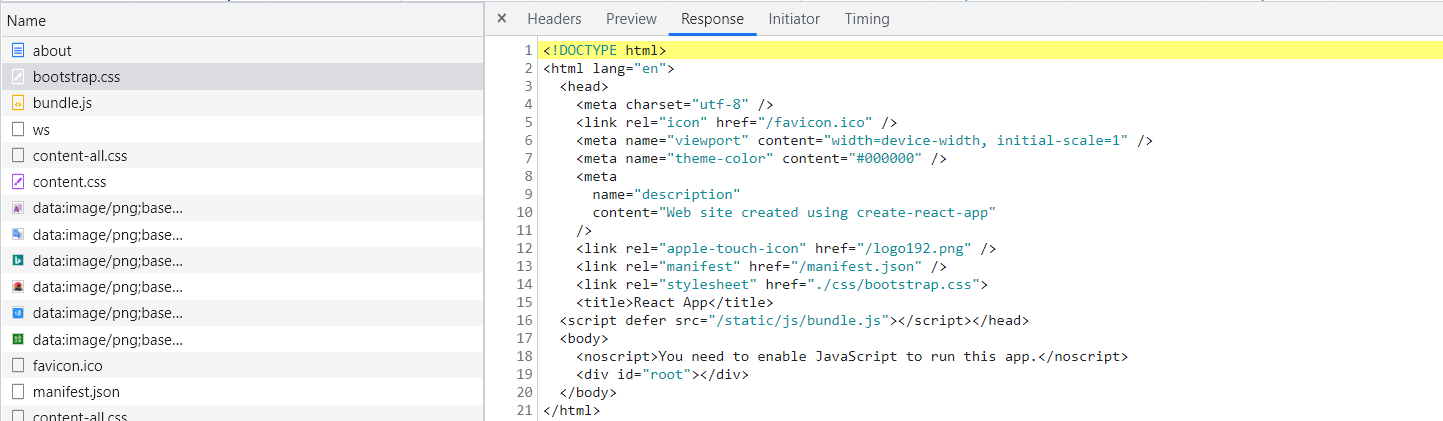 Name
about
bootstrap.css
bundle.js
ws
content-all.css
content.css
data:image/png;base...
data:image/png;base...
data:image/png;base...
data:image/png;base...
data:image/png;base...
data:image/png;base...
favicon.ico
manifest.json
content-all.css
× Headers Preview Response Initiator Timing
1 <!DOCTYPE html>
2 <html lang="en">
3   <head>
4     <meta charset="utf-8" />
5     <link rel="icon" href="/favicon.ico" />
6     <meta name="viewport" content="width=device-width, initial-scale=1" />
7     <meta name="theme-color" content="#000000" />
8     <meta
9       name="description"
10       content="Web site created using create-react-app"
11     />
12     <link rel="apple-touch-icon" href="/logo192.png" />
13     <link rel="manifest" href="/manifest.json" />
14     <link rel="stylesheet" href="./css/bootstrap.css">
15     <title>React App</title>
16   <script defer src="/static/js/bundle.js"></script></head>
17   <body>
18     <noscript>You need to enable JavaScript to run this app.</noscript>
19     <div id="root"></div>
20   </body>
21 </html>